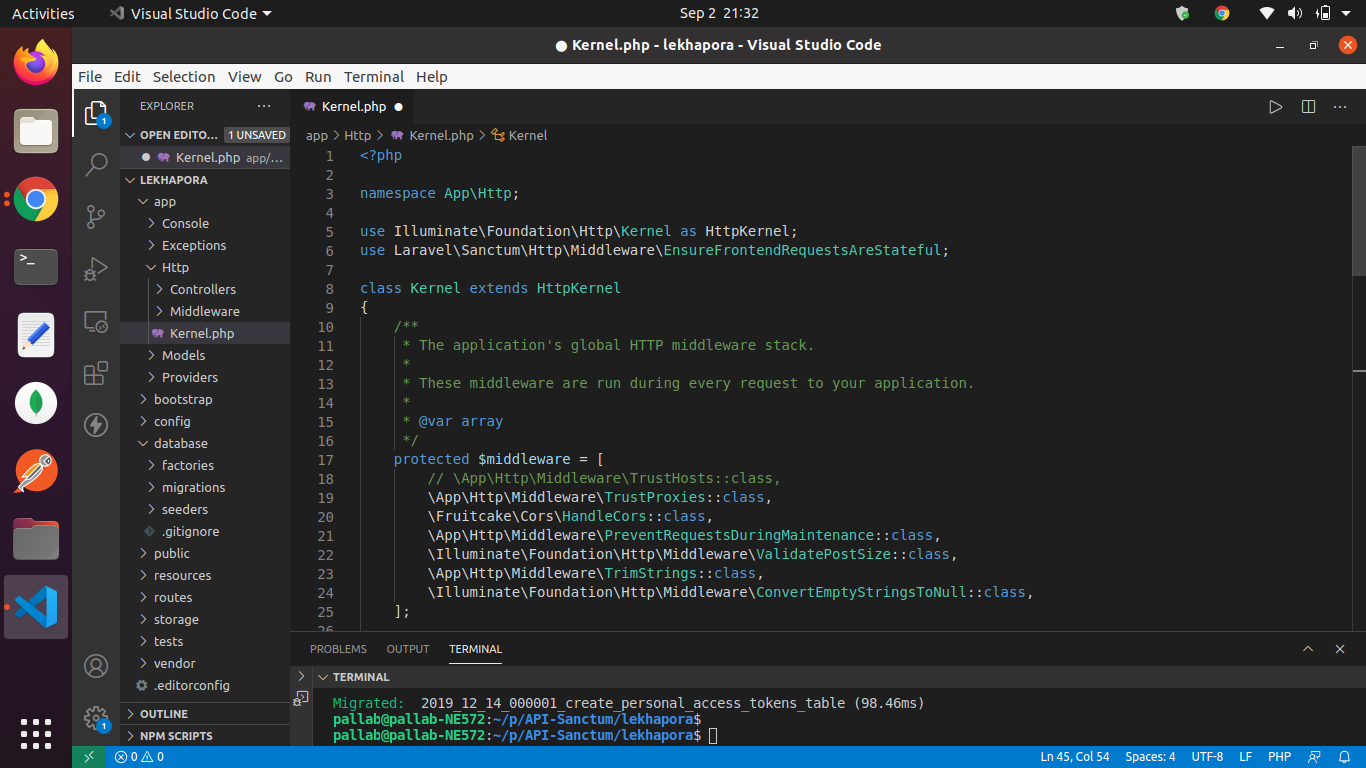 Activities
Visual Studio Code
Sep 2 21:32
● Kernel.php - lekhapora - Visual Studio Code
File Edit Selection View Go Run Terminal Help
EXPLORER
OPEN EDITO... 1 UNSAVED
● Kernel.php app/...
LEKHAPORA
app
Console
Exceptions
Http
Controllers
Middleware
Kernel.php
Models
Providers
bootstrap
config
database
factories
migrations
seeders
.gitignore
public
resources
routes
storage
tests
vendor
.editorconfig
OUTLINE
NPM SCRIPTS
1
1
Kernel.php ●
app > Http > Kernel.php > Kernel
1 <?php
2
3 namespace App\Http;
4
5 use Illuminate\Foundation\Http\Kernel as HttpKernel;
6 use Laravel\Sanctum\Http\Middleware\EnsureFrontendRequestsAreStateful;
7
8 class Kernel extends HttpKernel
9 {
10 /**
11 * The application's global HTTP middleware stack.
12 *
13 * These middleware are run during every request to your application.
14 *
15 * @var array
16 */
17 protected $middleware = [
18 // \App\Http\Middleware\TrustHosts::class,
19 \App\Http\Middleware\TrustProxies::class,
20 \Fruitcake\Cors\HandleCors::class,
21 \App\Http\Middleware\PreventRequestsDuringMaintenance::class,
22 \Illuminate\Foundation\Http\Middleware\ValidatePostSize::class,
23 \App\Http\Middleware\TrimStrings::class,
24 \Illuminate\Foundation\Http\Middleware\ConvertEmptyStringsToNull::class,
25 ];
26
PROBLEMS OUTPUT TERMINAL
TERMINAL
Migrated: 2019_12_14_000001_create_personal_access_tokens_table (98.46ms)
pallab@pallab-NE572:~/p/API-Sanctum/lekhapora$
pallab@pallab-NE572:~/p/API-Sanctum/lekhapora$
0 0
Ln 45, Col 54 Spaces: 4 UTF-8 LF PHP